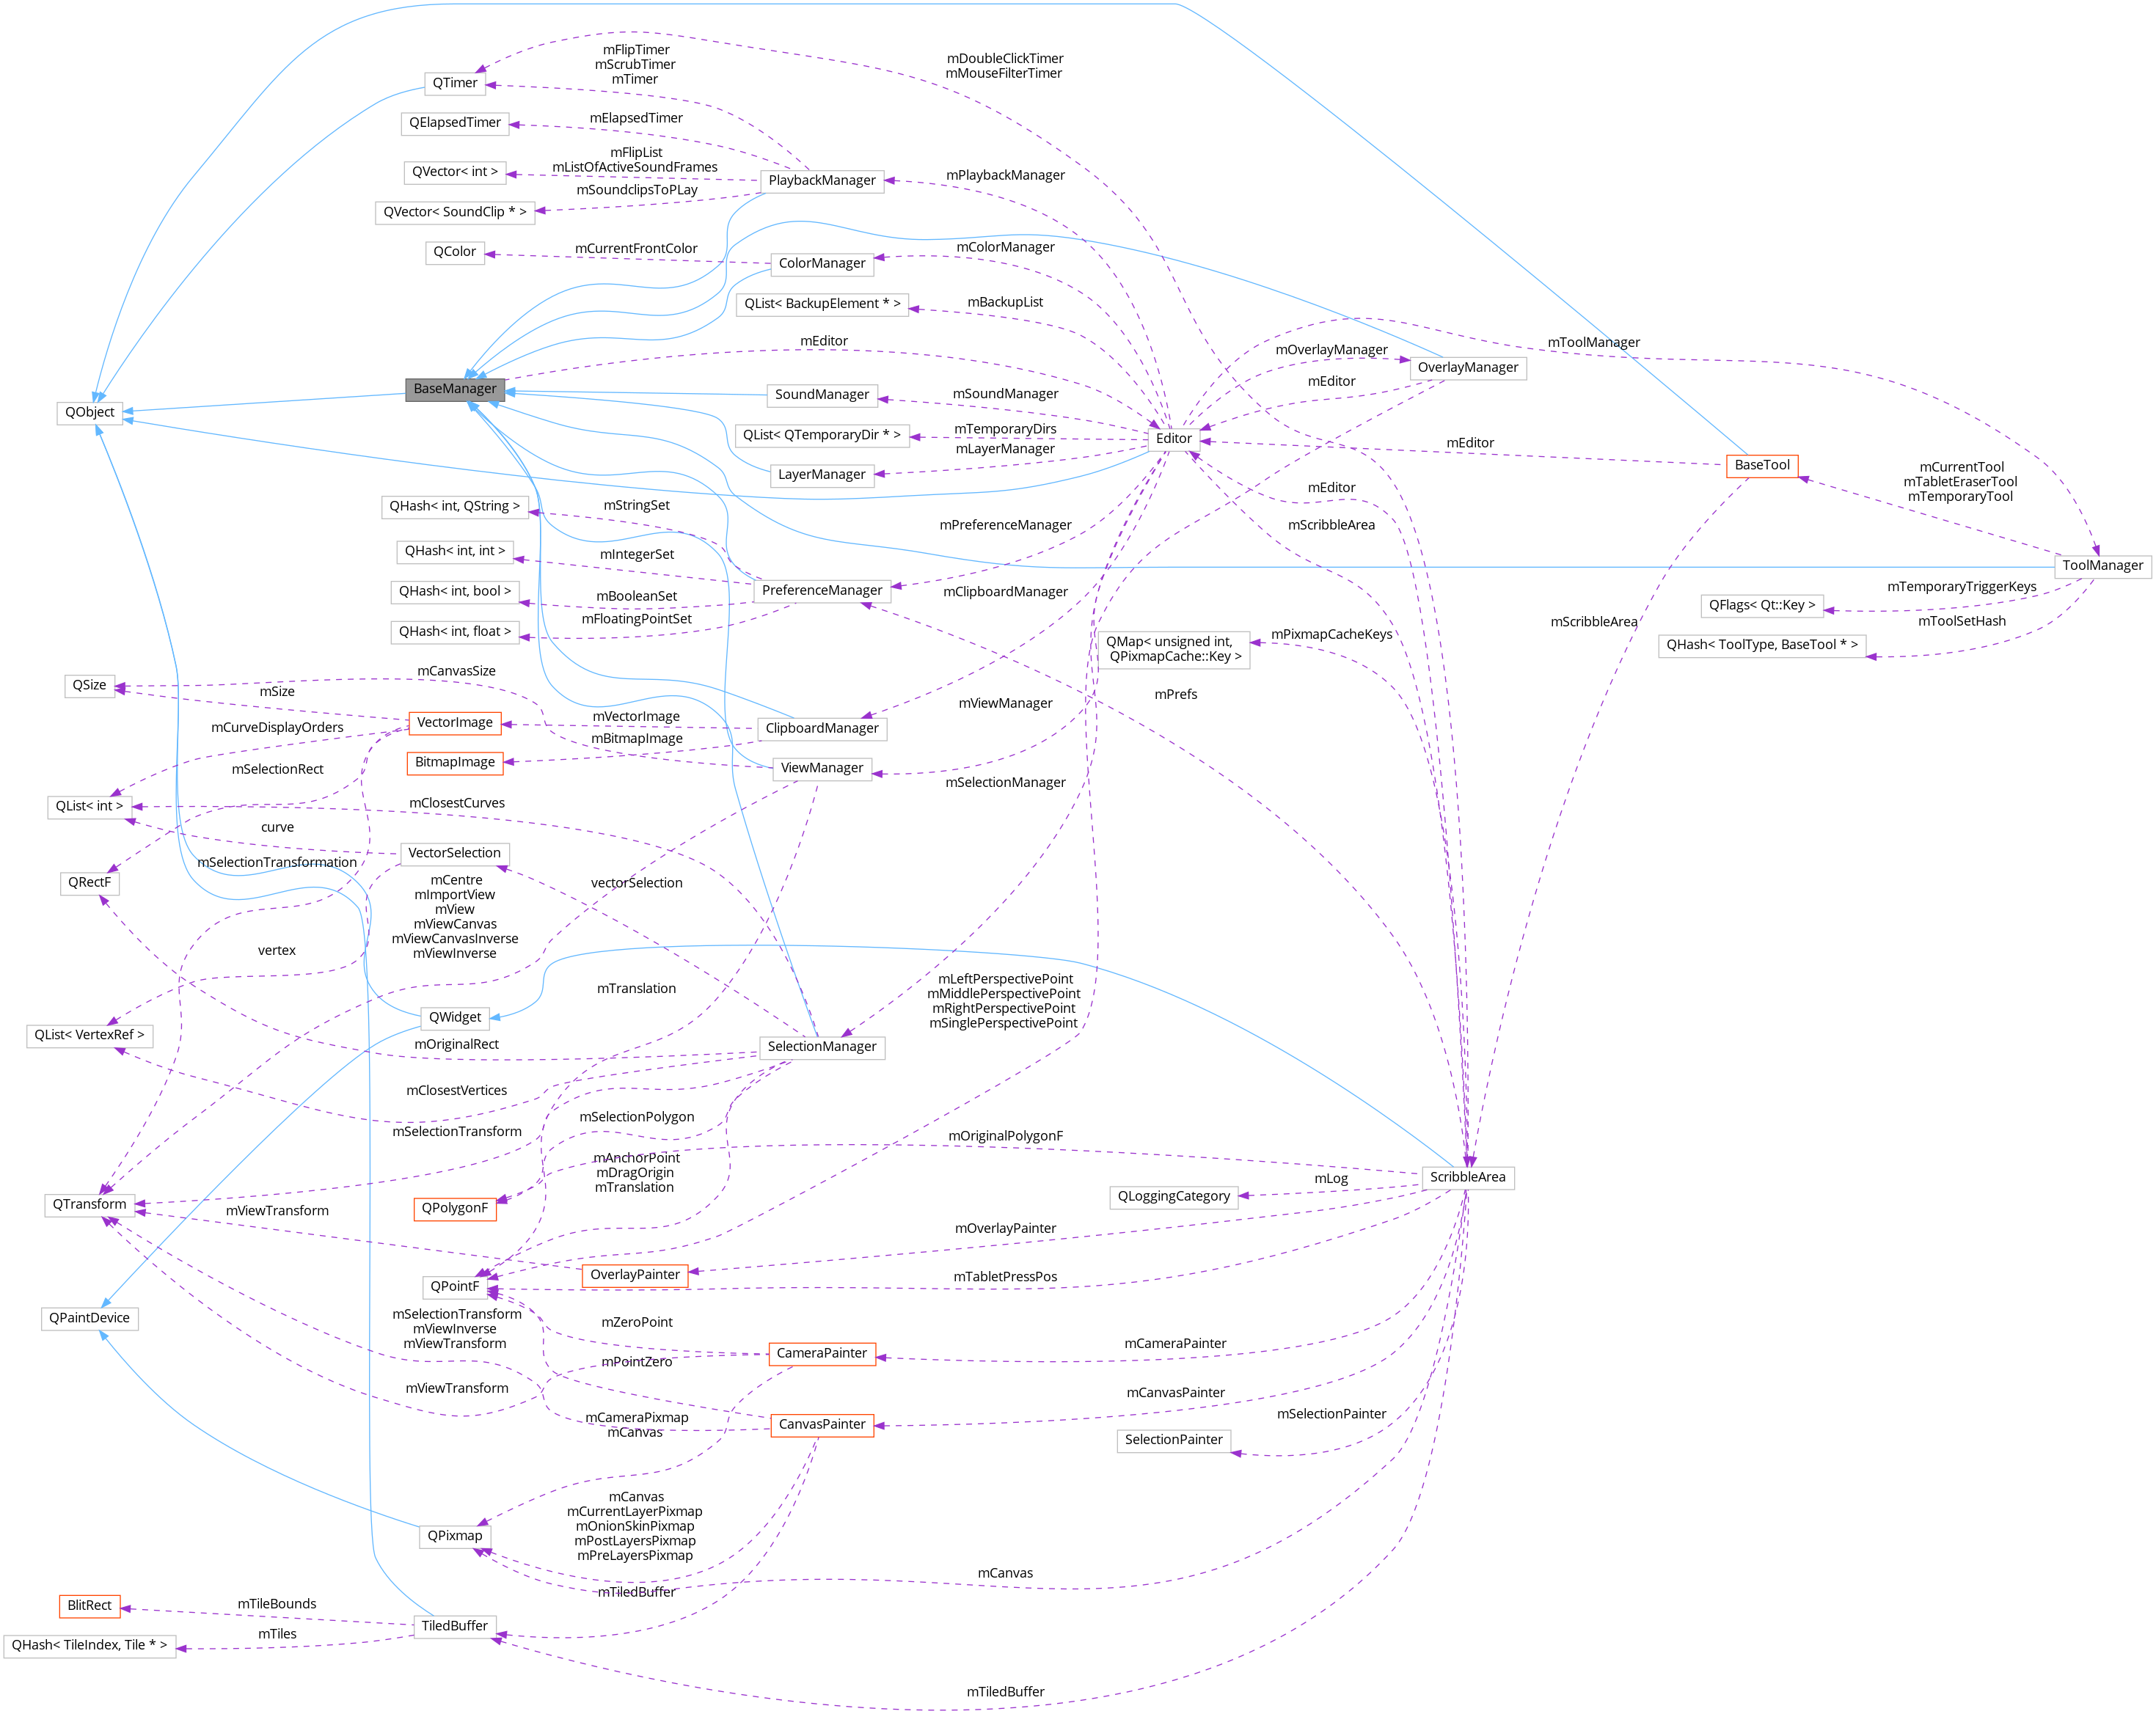 mFlipTimer
mScrubTimer
mTimer
mDoubleClickTimer
mMouseFilterTimer
QTimer
QElapsedTimer
mElapsedTimer
mFlipList
mListOfActiveSoundFrames
QVector< int >
PlaybackManager
mPlaybackManager
mSoundclipsToPLay
QVector< SoundClip * >
QColor
mCurrentFrontColor
ColorManager
mColorManager
QList< BackupElement * >
mBackupList
mEditor
mOverlayManager
mToolManager
OverlayManager
BaseManager
mEditor
SoundManager
mSoundManager
QObject
QList< QTemporaryDir * >
mTemporaryDirs
Editor
mEditor
mLayerManager
LayerManager
BaseTool
mCurrentTool
mTabletEraserTool
mTemporaryTool
mEditor
QHash< int, QString >
mStringSet
mPreferenceManager
mScribbleArea
QHash< int, int >
mIntegerSet
ToolManager
QHash< int, bool >
mBooleanSet
PreferenceManager
mClipboardManager
mTemporaryTriggerKeys
QFlags< Qt::Key >
QHash< int, float >
mFloatingPointSet
mScribbleArea
mToolSetHash
QHash< ToolType, BaseTool * >
QMap< unsigned int,
QPixmapCache::Key >
mPixmapCacheKeys
QSize
mCanvasSize
mSize
mPrefs
mViewManager
VectorImage
mVectorImage
ClipboardManager
mCurveDisplayOrders
mBitmapImage
BitmapImage
ViewManager
mSelectionRect
mSelectionManager
QList< int >
mClosestCurves
curve
VectorSelection
mSelectionTransformation
QRectF
vectorSelection
mCentre
mImportView
mView
mViewCanvas
mViewCanvasInverse
mViewInverse
vertex
mTranslation
mLeftPerspectivePoint
mMiddlePerspectivePoint
mRightPerspectivePoint
mSinglePerspectivePoint
QWidget
QList< VertexRef >
mOriginalRect
SelectionManager
mClosestVertices
mSelectionPolygon
mSelectionTransform
mOriginalPolygonF
mAnchorPoint
mDragOrigin
mTranslation
ScribbleArea
mLog
QLoggingCategory
QTransform
QPolygonF
mViewTransform
mOverlayPainter
OverlayPainter
mTabletPressPos
QPointF
QPaintDevice
mSelectionTransform
mViewInverse
mViewTransform
mZeroPoint
CameraPainter
mCameraPainter
mPointZero
mViewTransform
mCanvasPainter
mCameraPixmap
mCanvas
CanvasPainter
mSelectionPainter
SelectionPainter
mCanvas
mCurrentLayerPixmap
mOnionSkinPixmap
mPostLayersPixmap
mPreLayersPixmap
QPixmap
mCanvas
mTiledBuffer
BlitRect
mTileBounds
TiledBuffer
QHash< TileIndex, Tile * >
mTiles
mTiledBuffer